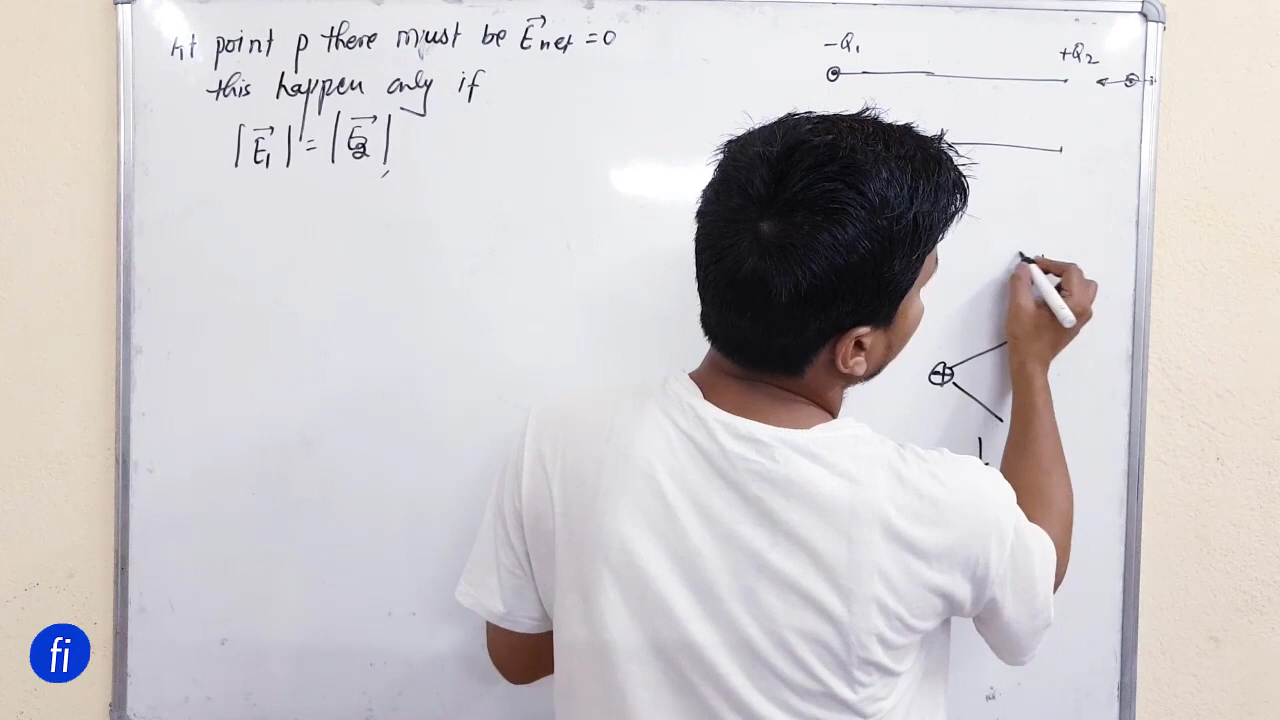 At point p there must be E⃗net = 0
this happen only if
|E⃗₁| = |E⃗₂|
-Q₁
+Q₂
fi